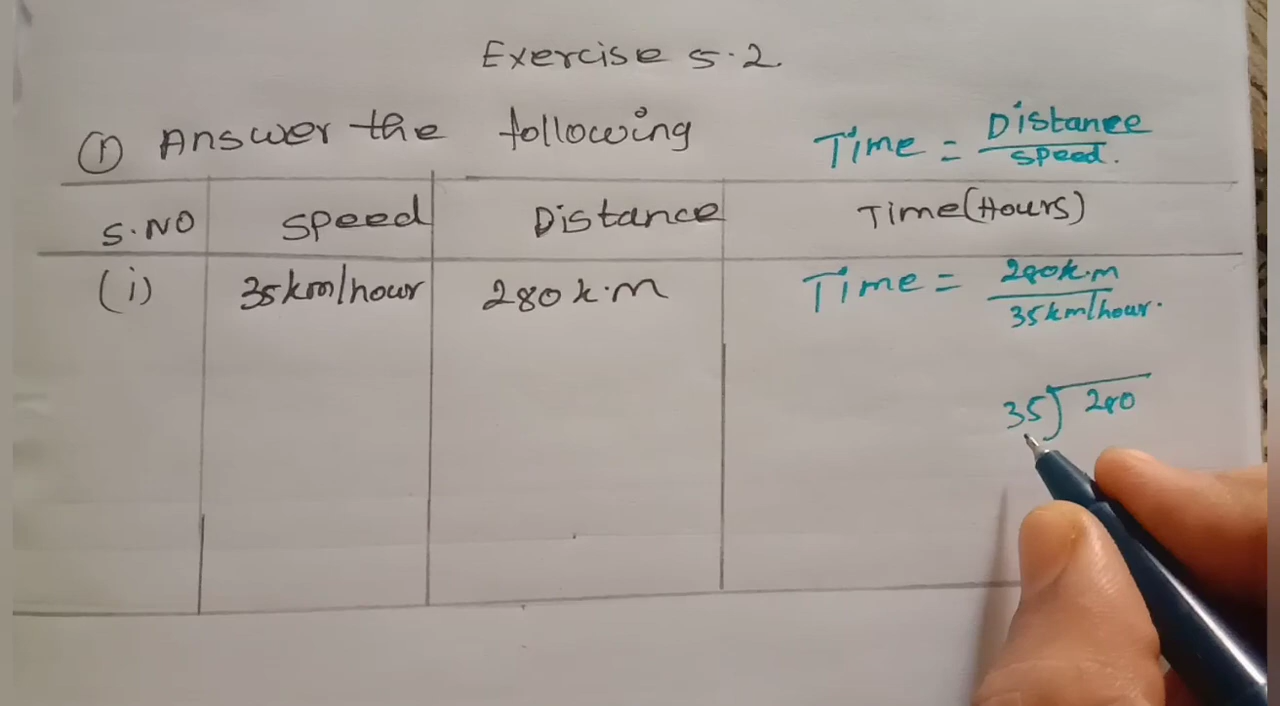 Exercise 5.2
(1) Answer the following
Time = Distance / Speed.
S.NO Speed Distance Time(Hours)
(i) 35km/hour 280 k.m Time = 280k.m / 35km/hour.
35) 280